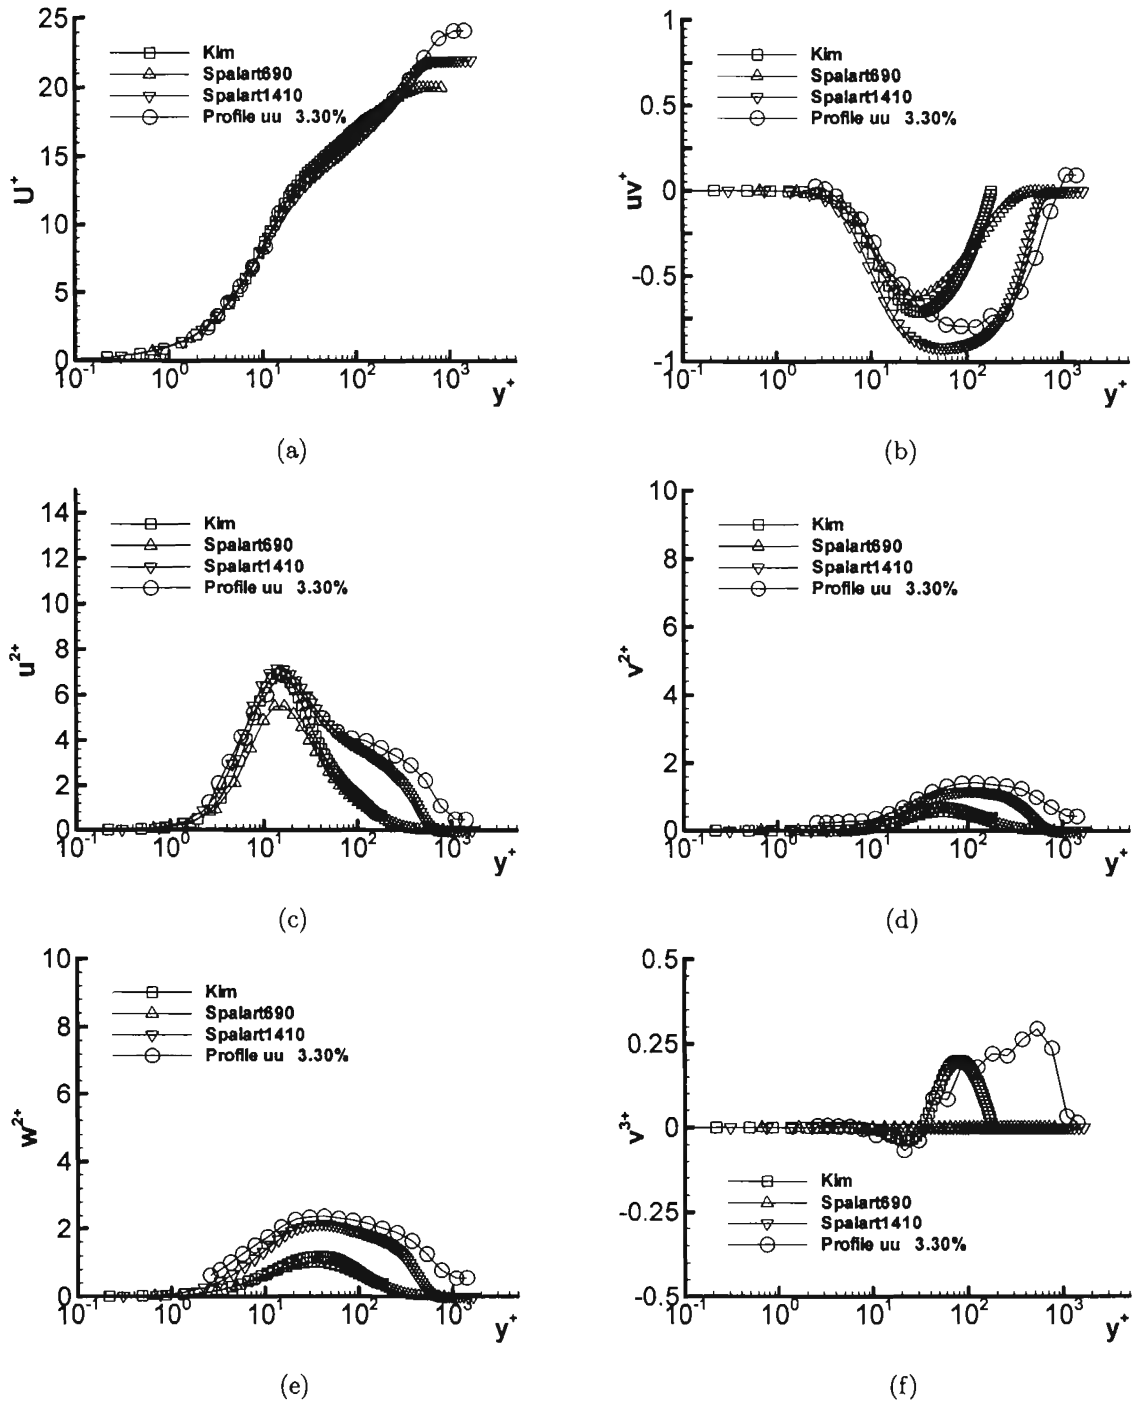 25
20
15
10
5
0
U⁺
Kim
Spalart690
Spalart1410
Profile uu 3.30%
10⁻¹ 10⁰ 10¹ 10² 10³
y⁺
(a)
1
0.5
0
-0.5
-1
uv⁺
Kim
Spalart690
Spalart1410
Profile uu 3.30%
10⁻¹ 10⁰ 10¹ 10² 10³
y⁺
(b)
14
12
10
8
6
4
2
0
u²⁺
Kim
Spalart690
Spalart1410
Profile uu 3.30%
10⁻¹ 10⁰ 10¹ 10² 10³
y⁺
(c)
10
8
6
4
2
0
v²⁺
Kim
Spalart690
Spalart1410
Profile uu 3.30%
10⁻¹ 10⁰ 10¹ 10² 10³
y⁺
(d)
10
8
6
4
2
0
w²⁺
Kim
Spalart690
Spalart1410
Profile uu 3.30%
10⁻¹ 10⁰ 10¹ 10² 10³
y⁺
(e)
0.5
0.25
0
-0.25
-0.5
v³⁺
Kim
Spalart690
Spalart1410
Profile uu 3.30%
10⁻¹ 10⁰ 10¹ 10² 10³
y⁺
(f)